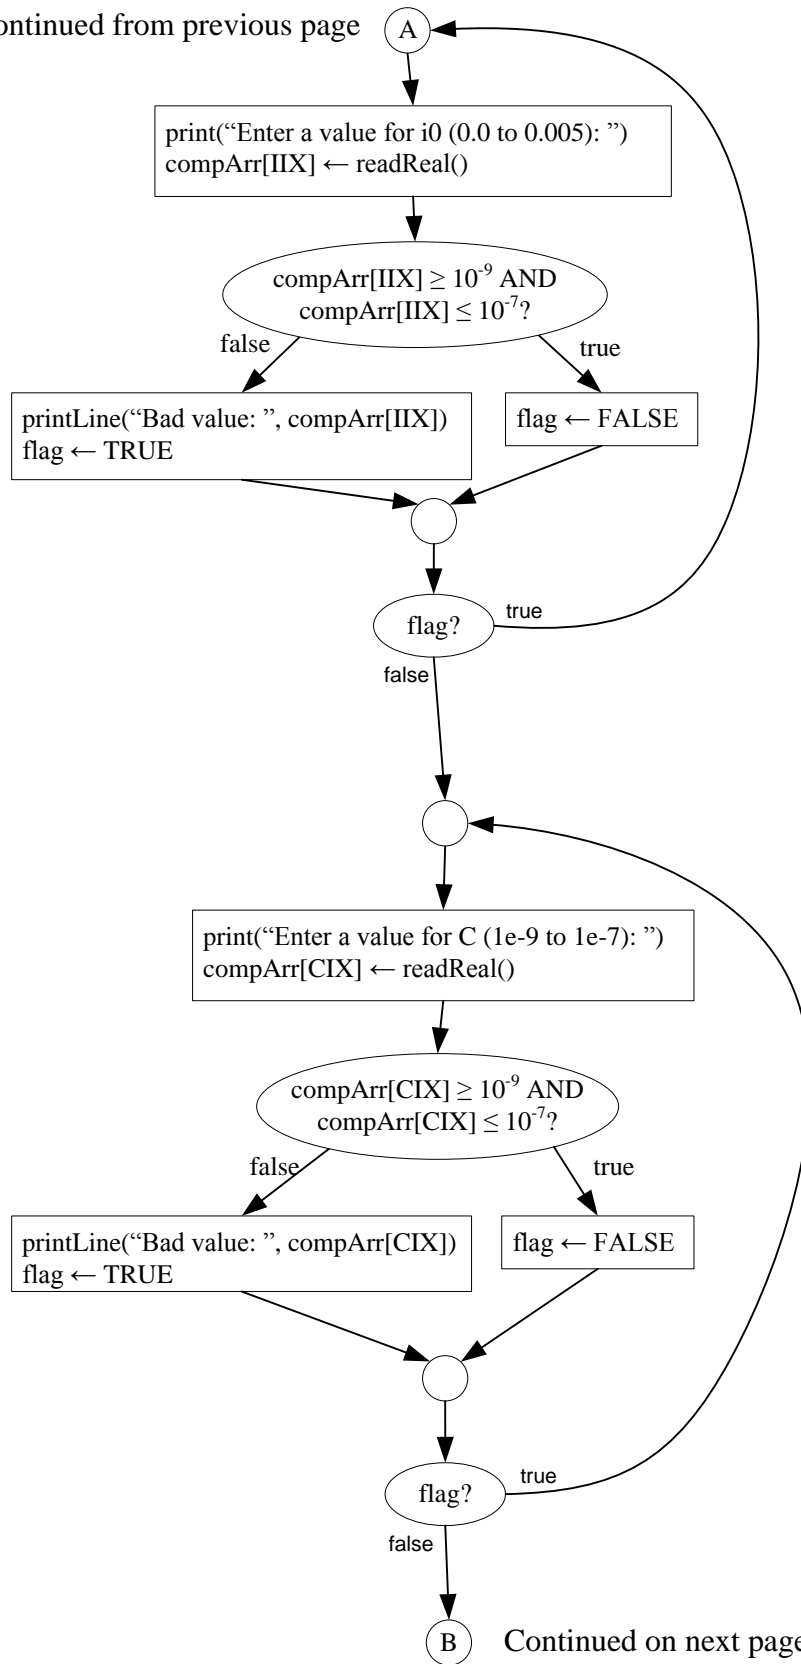 ontinued from previous page
A
print(“Enter a value for i0 (0.0 to 0.005): ”)
compArr[IIX] ← readReal()
compArr[IIX] ≥ 10⁻⁹ AND
compArr[IIX] ≤ 10⁻⁷?
false
true
printLine(“Bad value: ”, compArr[IIX])
flag ← TRUE
flag ← FALSE
flag?
true
false
print(“Enter a value for C (1e-9 to 1e-7): ”)
compArr[CIX] ← readReal()
compArr[CIX] ≥ 10⁻⁹ AND
compArr[CIX] ≤ 10⁻⁷?
false
true
printLine(“Bad value: ”, compArr[CIX])
flag ← TRUE
flag ← FALSE
flag?
true
false
B
Continued on next page